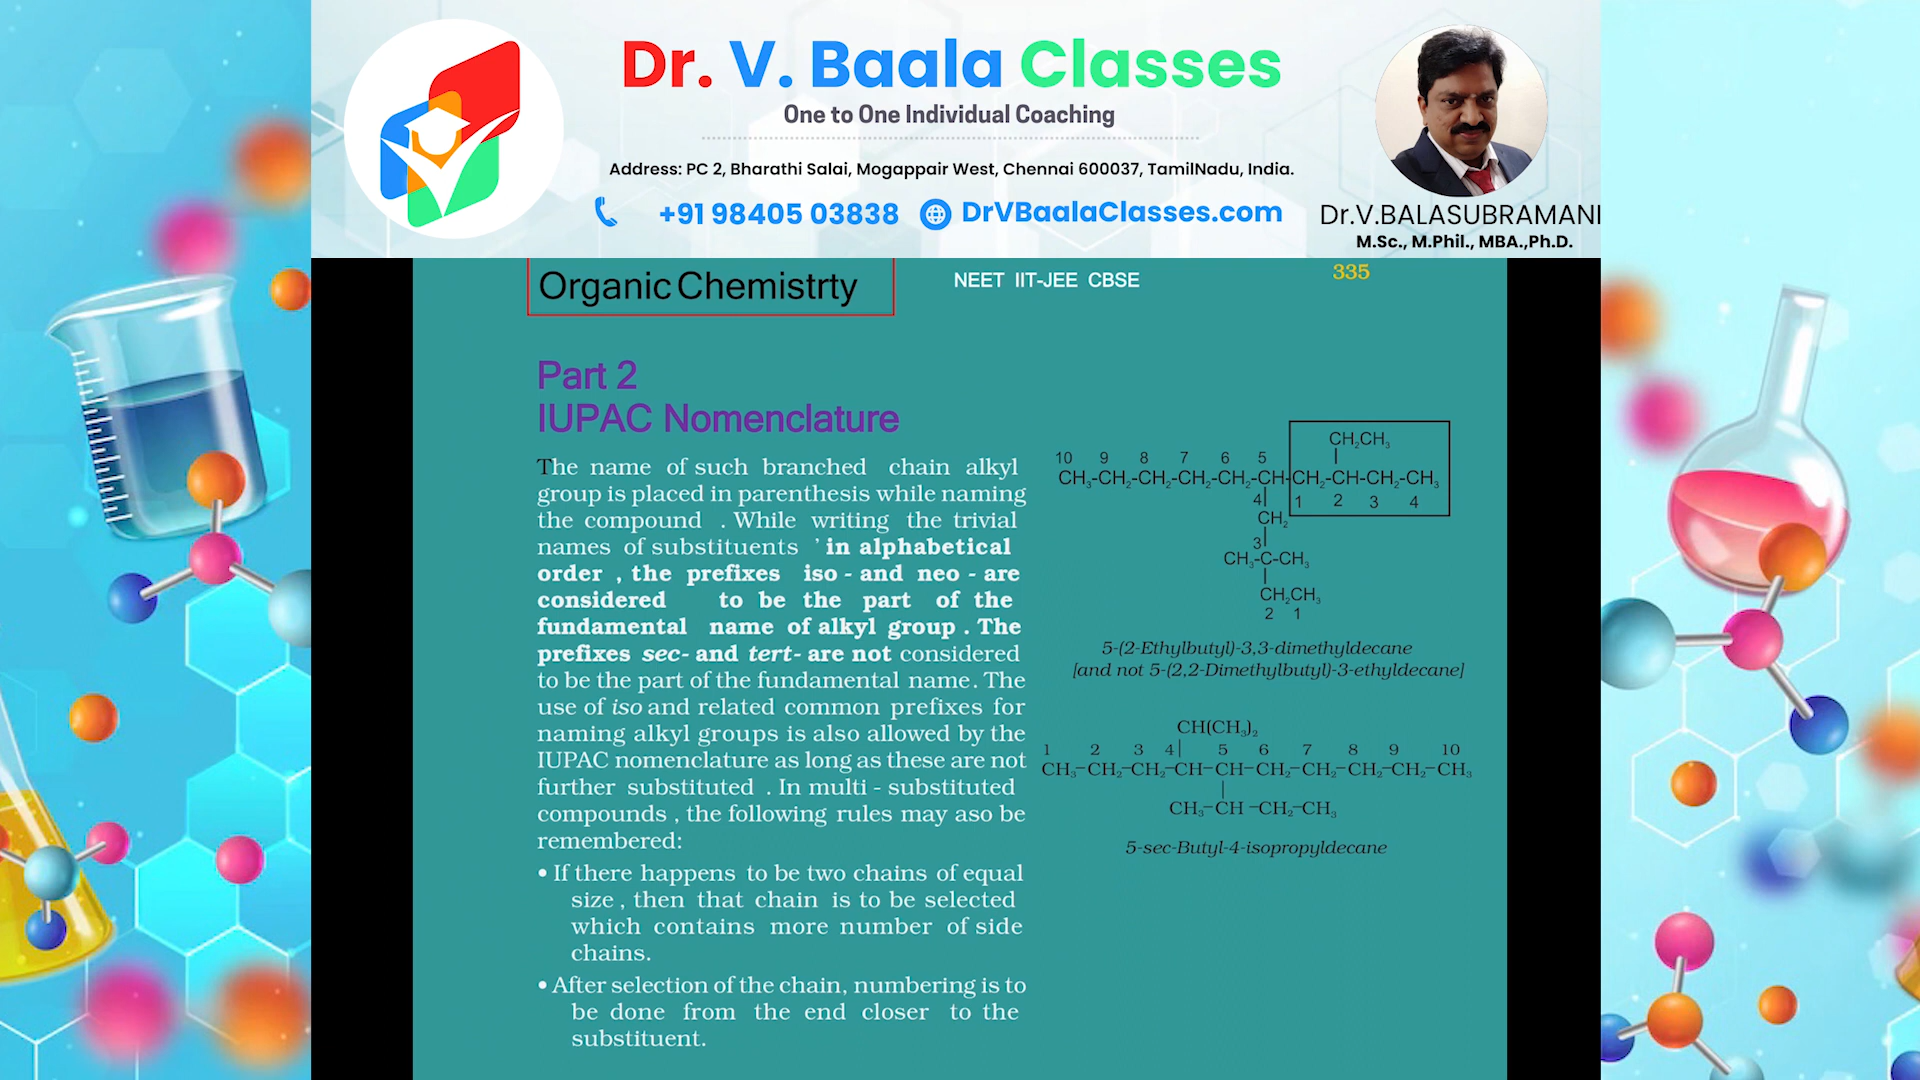 Dr. V. Baala Classes
One to One Individual Coaching
Address: PC 2, Bharathi Salai, Mogappair West, Chennai 600037, TamilNadu, India.
+91 98405 03838 DrVBaalaClasses.com
Dr.V.BALASUBRAMANI
M.Sc., M.Phil., MBA.,Ph.D.
Organic Chemistrty
NEET IIT-JEE CBSE
335
Part 2
IUPAC Nomenclature
The name of such branched chain alkyl
group is placed in parenthesis while naming
the compound . While writing the trivial
names of substituents ' in alphabetical
order , the prefixes iso - and neo - are
considered to be the part of the
fundamental name of alkyl group . The
prefixes sec- and tert- are not considered
to be the part of the fundamental name. The
use of iso and related common prefixes for
naming alkyl groups is also allowed by the
IUPAC nomenclature as long as these are not
further substituted . In multi - substituted
compounds , the following rules may aso be
remembered:
• If there happens to be two chains of equal
size , then that chain is to be selected
which contains more number of side
chains.
• After selection of the chain, numbering is to
be done from the end closer to the
substituent.
CH₂CH₃
10 9 8 7 6 5
CH₃-CH₂-CH₂-CH₂-CH₂-CH-CH₂-CH-CH₂-CH₃
4 1 2 3 4
CH₂
3
CH₃-C-CH₃
CH₂CH₃
2 1
5-(2-Ethylbutyl)-3,3-dimethyldecane
[and not 5-(2,2-Dimethylbutyl)-3-ethyldecane]
CH(CH₃)₂
1 2 3 4 5 6 7 8 9 10
CH₃-CH₂-CH₂-CH-CH-CH₂-CH₂-CH₂-CH₂-CH₃
CH₃-CH-CH₂-CH₃
5-sec-Butyl-4-isopropyldecane